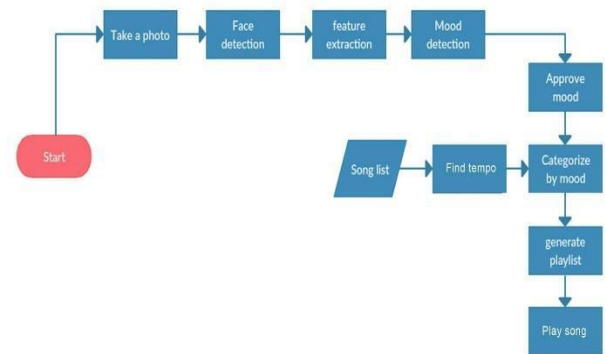 Take a photo
Face
detection
feature
extraction
Mood
detection
Approve
mood
Start
Song list
Find tempo
Categorize
by mood
generate
playlist
Play song